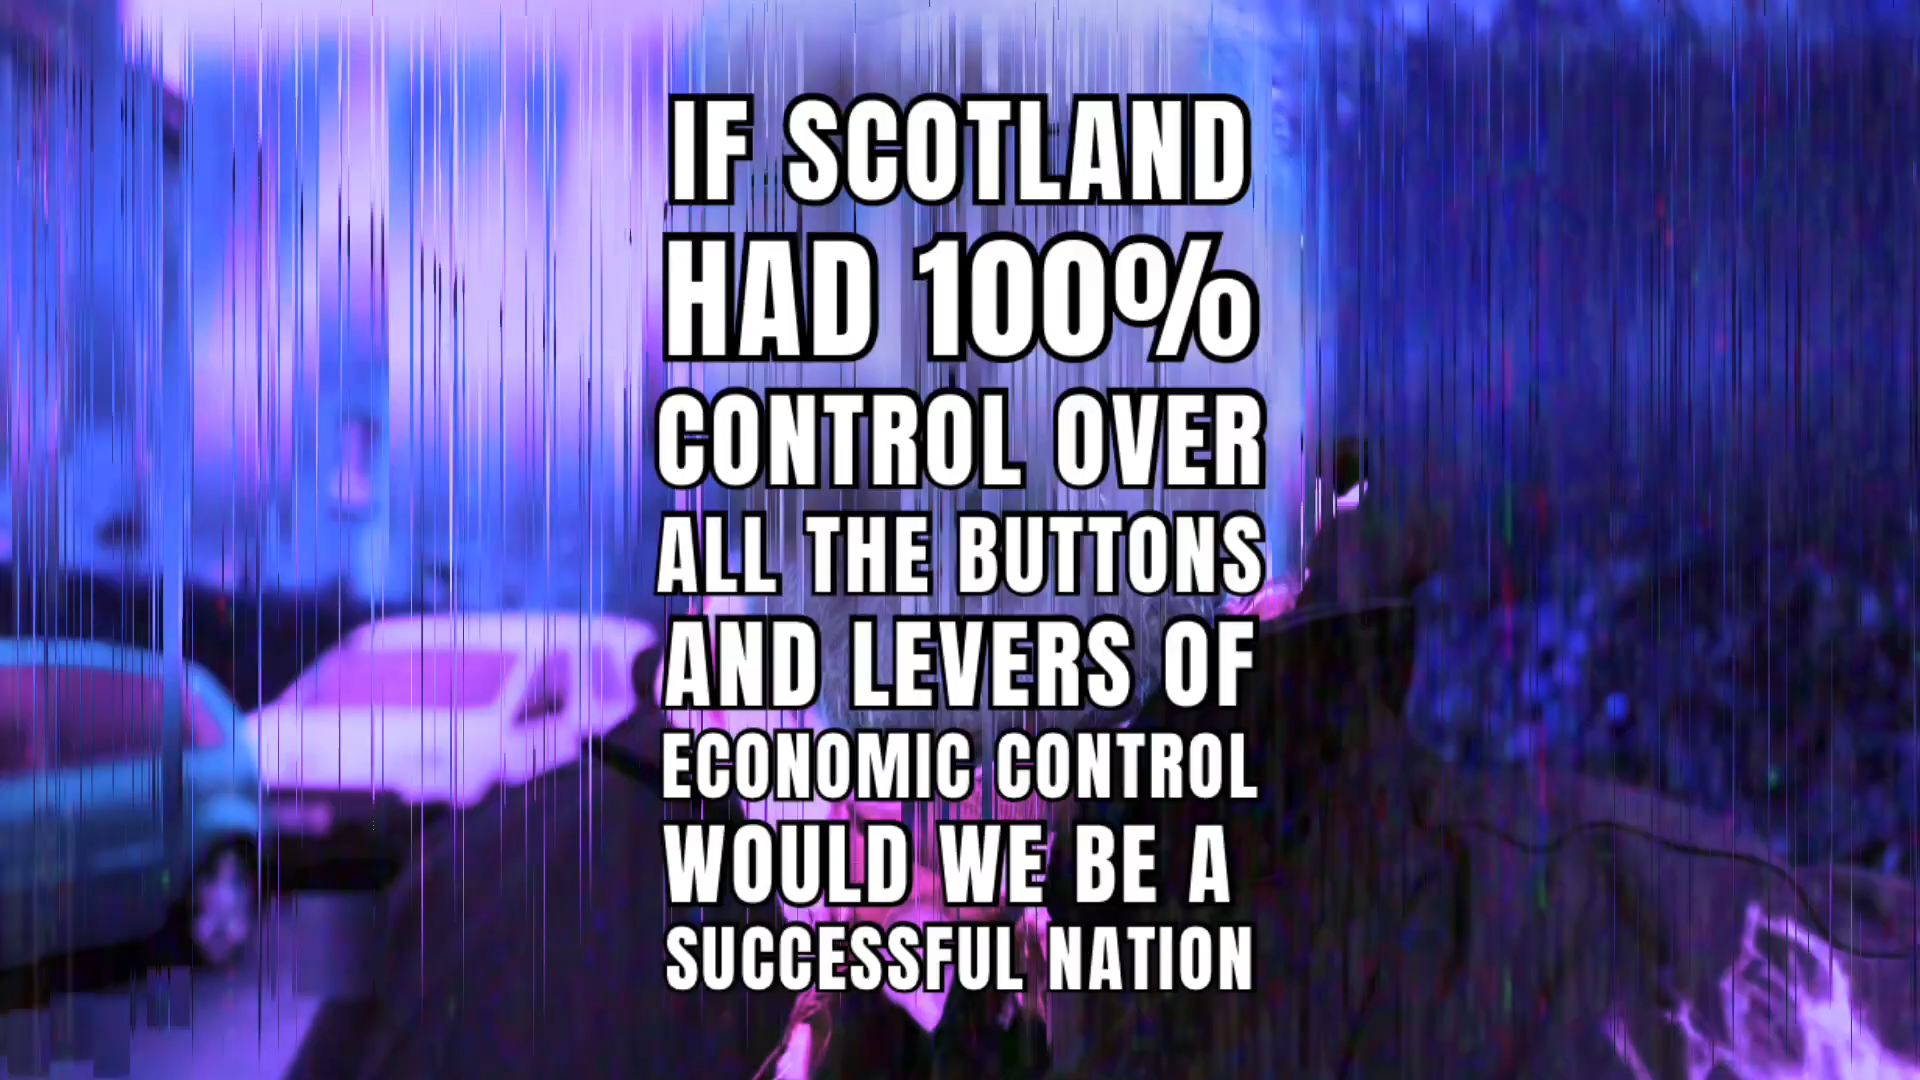 IF SCOTLAND
HAD 100%
CONTROL OVER
ALL THE BUTTONS
AND LEVERS OF
ECONOMIC CONTROL
WOULD WE BE A
SUCCESSFUL NATION